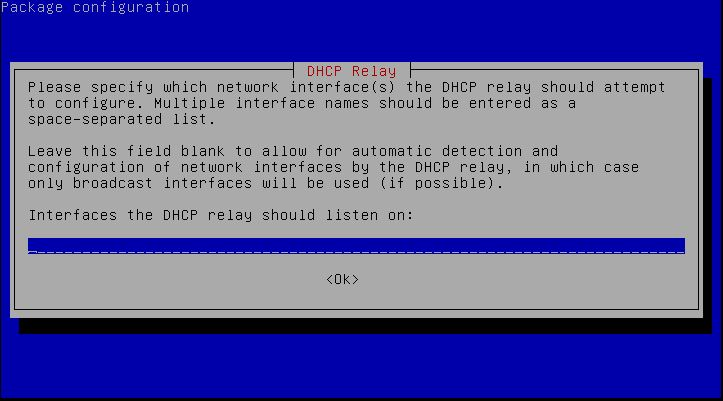 Package configuration
DHCP Relay
Please specify which network interface(s) the DHCP relay should attempt
to configure. Multiple interface names should be entered as a
space-separated list.
Leave this field blank to allow for automatic detection and
configuration of network interfaces by the DHCP relay, in which case
only broadcast interfaces will be used (if possible).
Interfaces the DHCP relay should listen on:
<Ok>